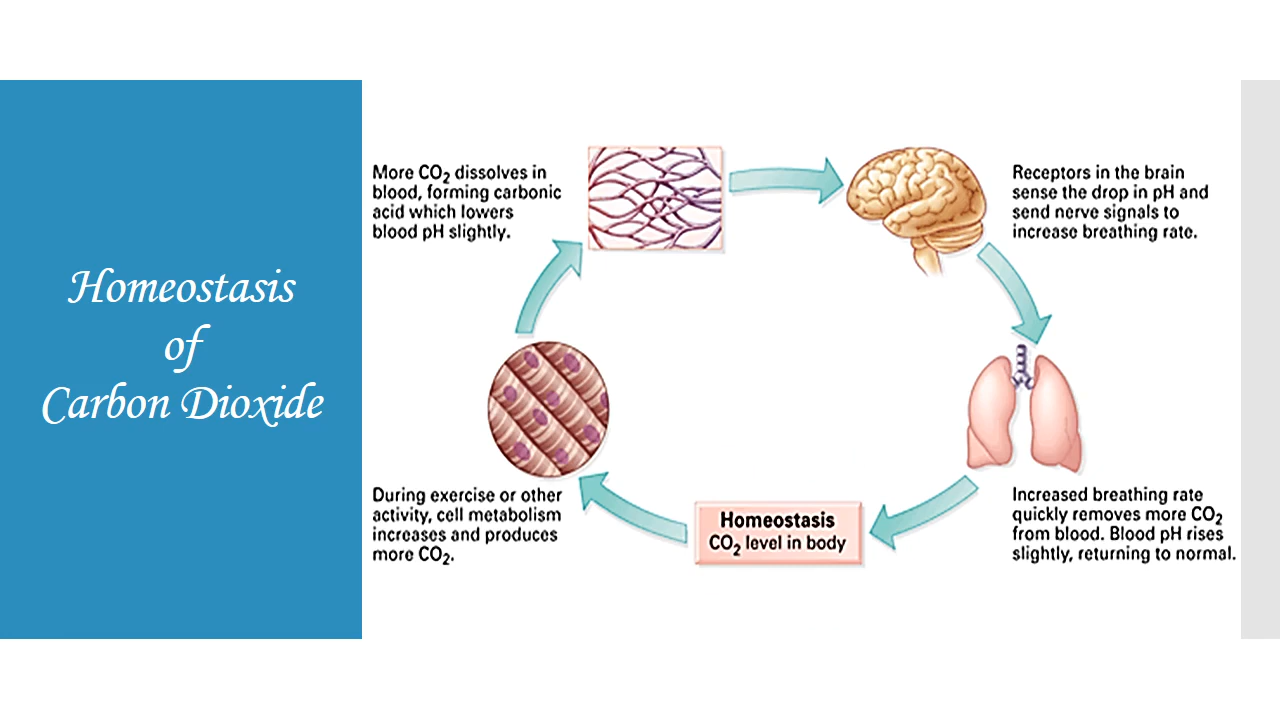 Homeostasis
of
Carbon Dioxide
More CO₂ dissolves in
blood, forming carbonic
acid which lowers
blood pH slightly.
Receptors in the brain
sense the drop in pH and
send nerve signals to
increase breathing rate.
During exercise or other
activity, cell metabolism
increases and produces
more CO₂.
Homeostasis
CO₂ level in body
Increased breathing rate
quickly removes more CO₂
from blood. Blood pH rises
slightly, returning to normal.